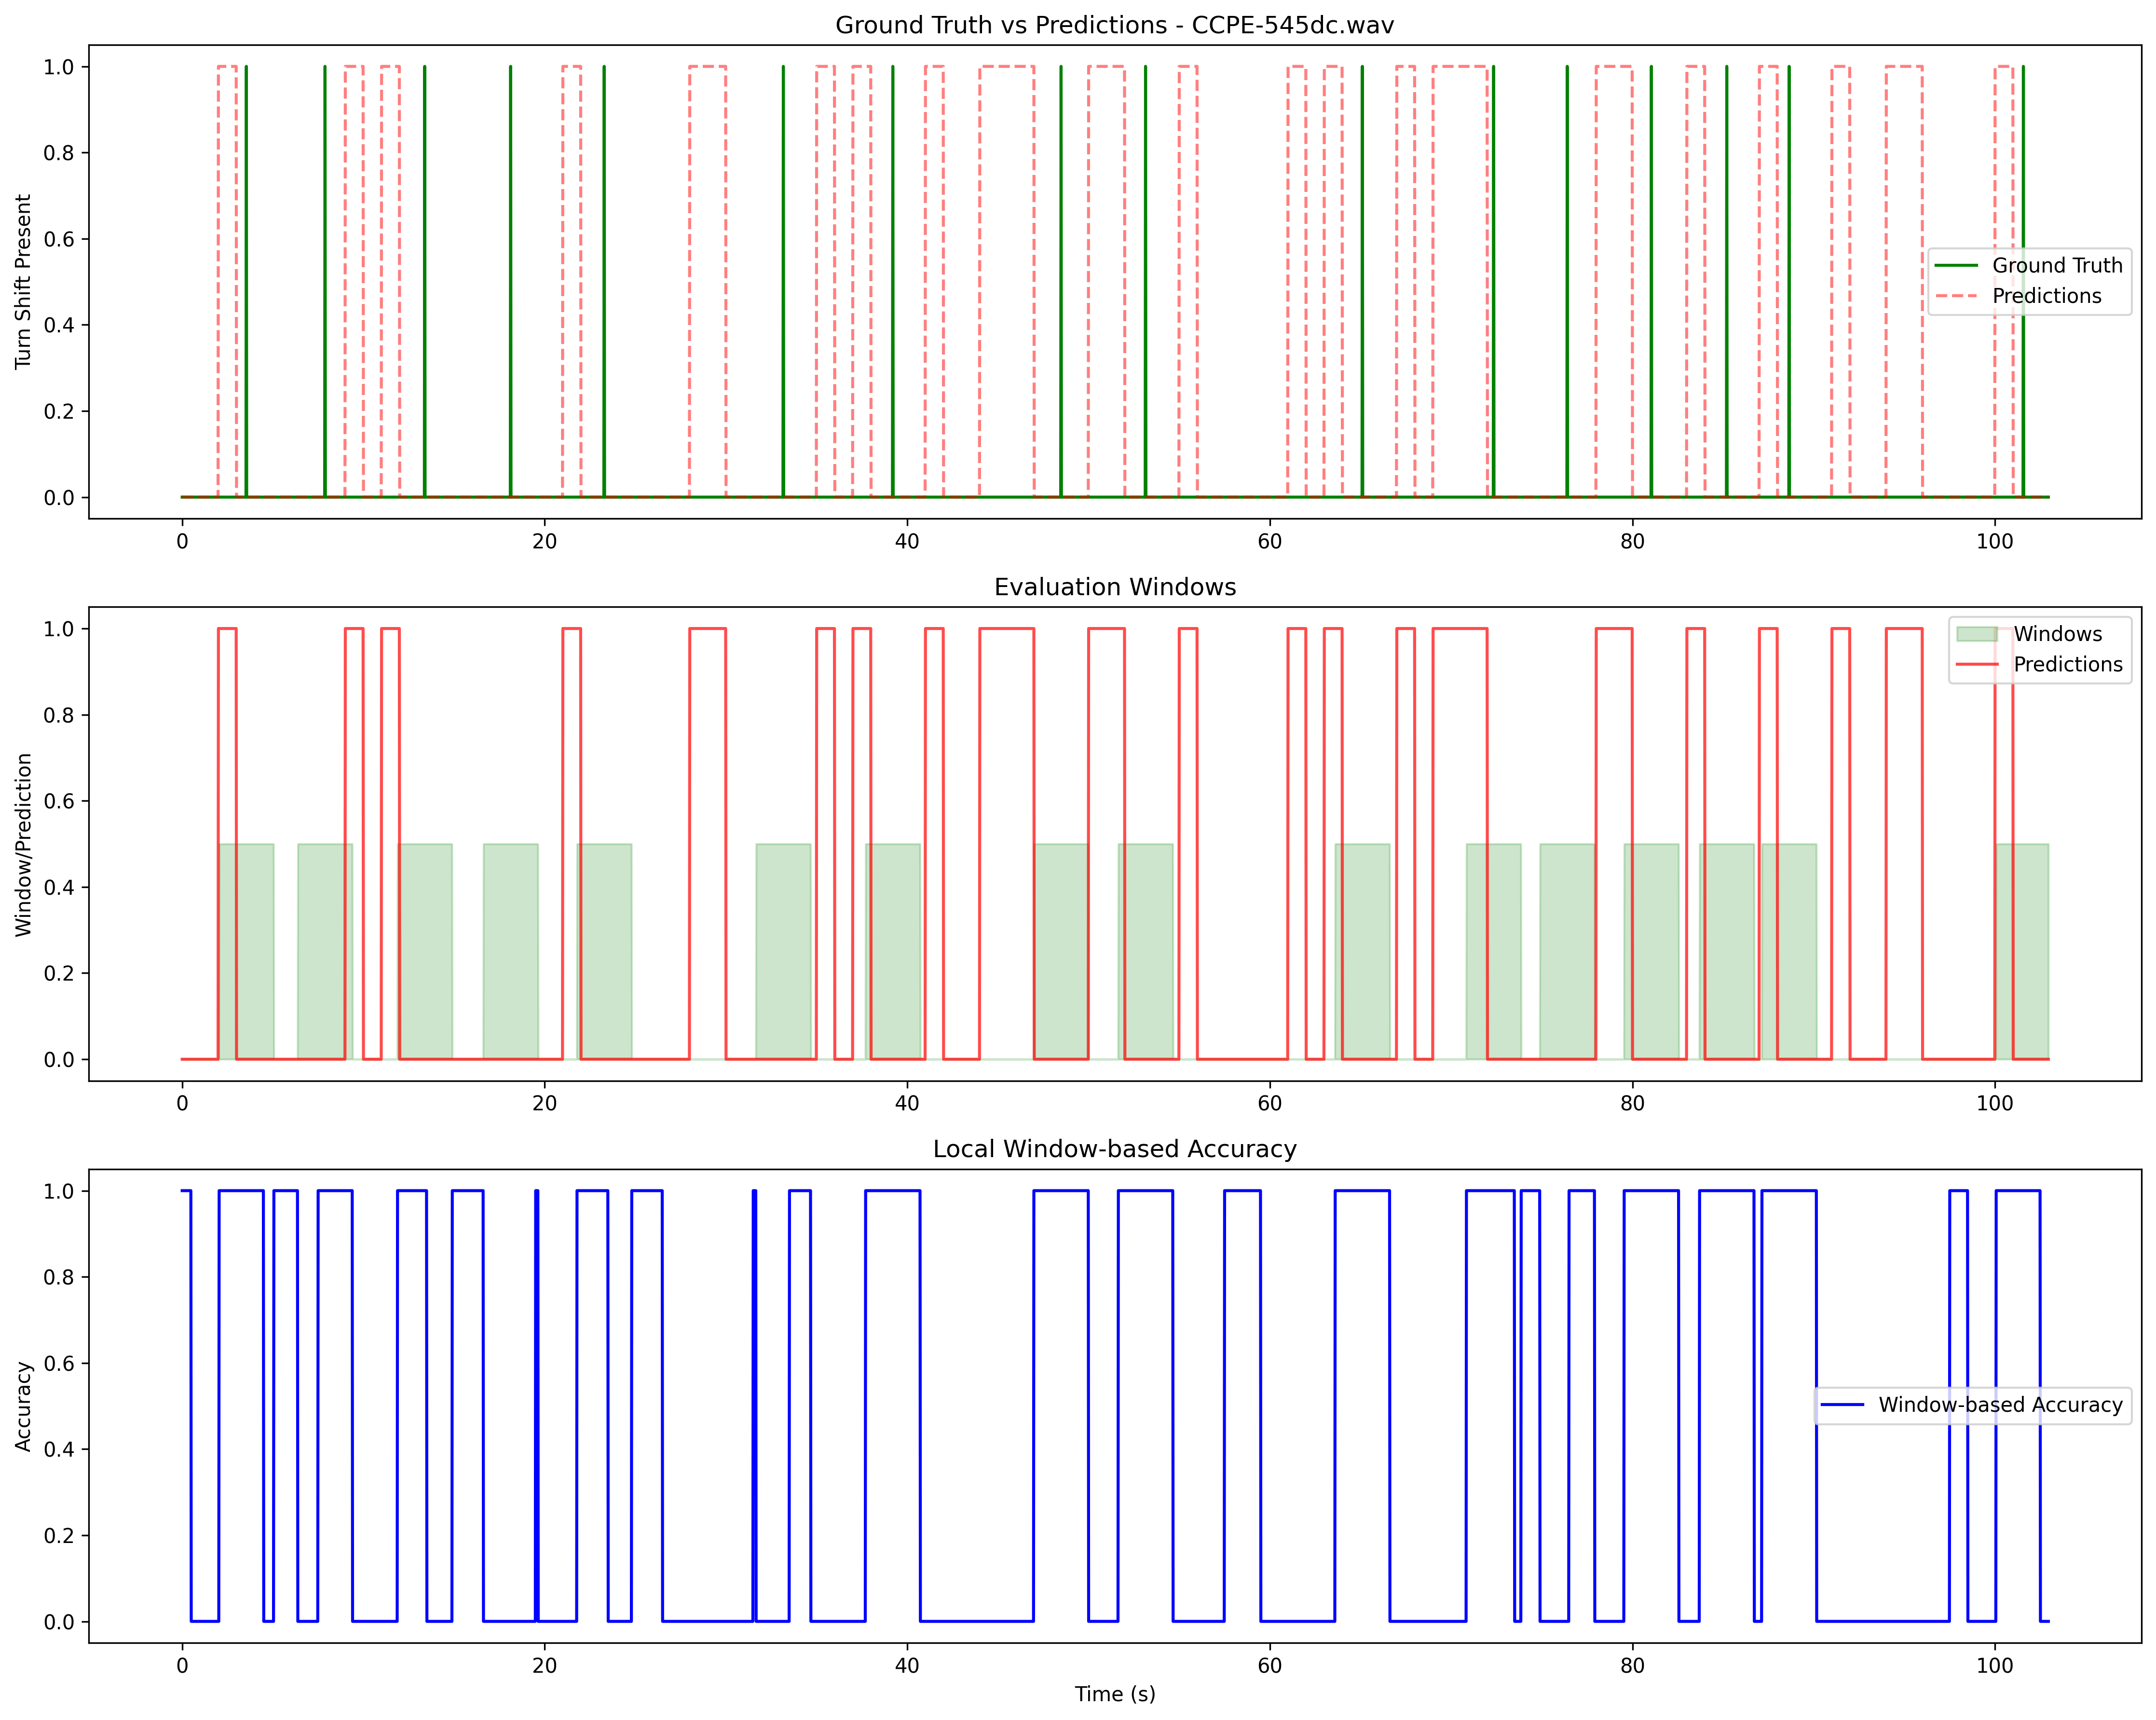 Ground Truth vs Predictions - CCPE-545dc.wav
Turn Shift Present
1.0
0.8
0.6
0.4
0.2
0.0
Ground Truth
Predictions
0 20 40 60 80 100
Evaluation Windows
Window/Prediction
1.0
0.8
0.6
0.4
0.2
0.0
Windows
Predictions
0 20 40 60 80 100
Local Window-based Accuracy
Accuracy
1.0
0.8
0.6
0.4
0.2
0.0
Window-based Accuracy
0 20 40 60 80 100
Time (s)